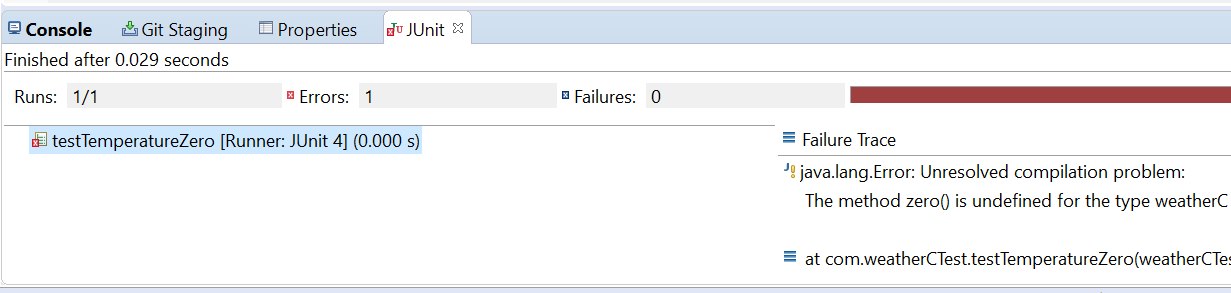 Console Git Staging Properties JUnit
Finished after 0.029 seconds
Runs: 1/1 Errors: 1 Failures: 0
testTemperatureZero [Runner: JUnit 4] (0.000 s)
Failure Trace
java.lang.Error: Unresolved compilation problem:
The method zero() is undefined for the type weatherC
at com.weatherCTest.testTemperatureZero(weatherCTes